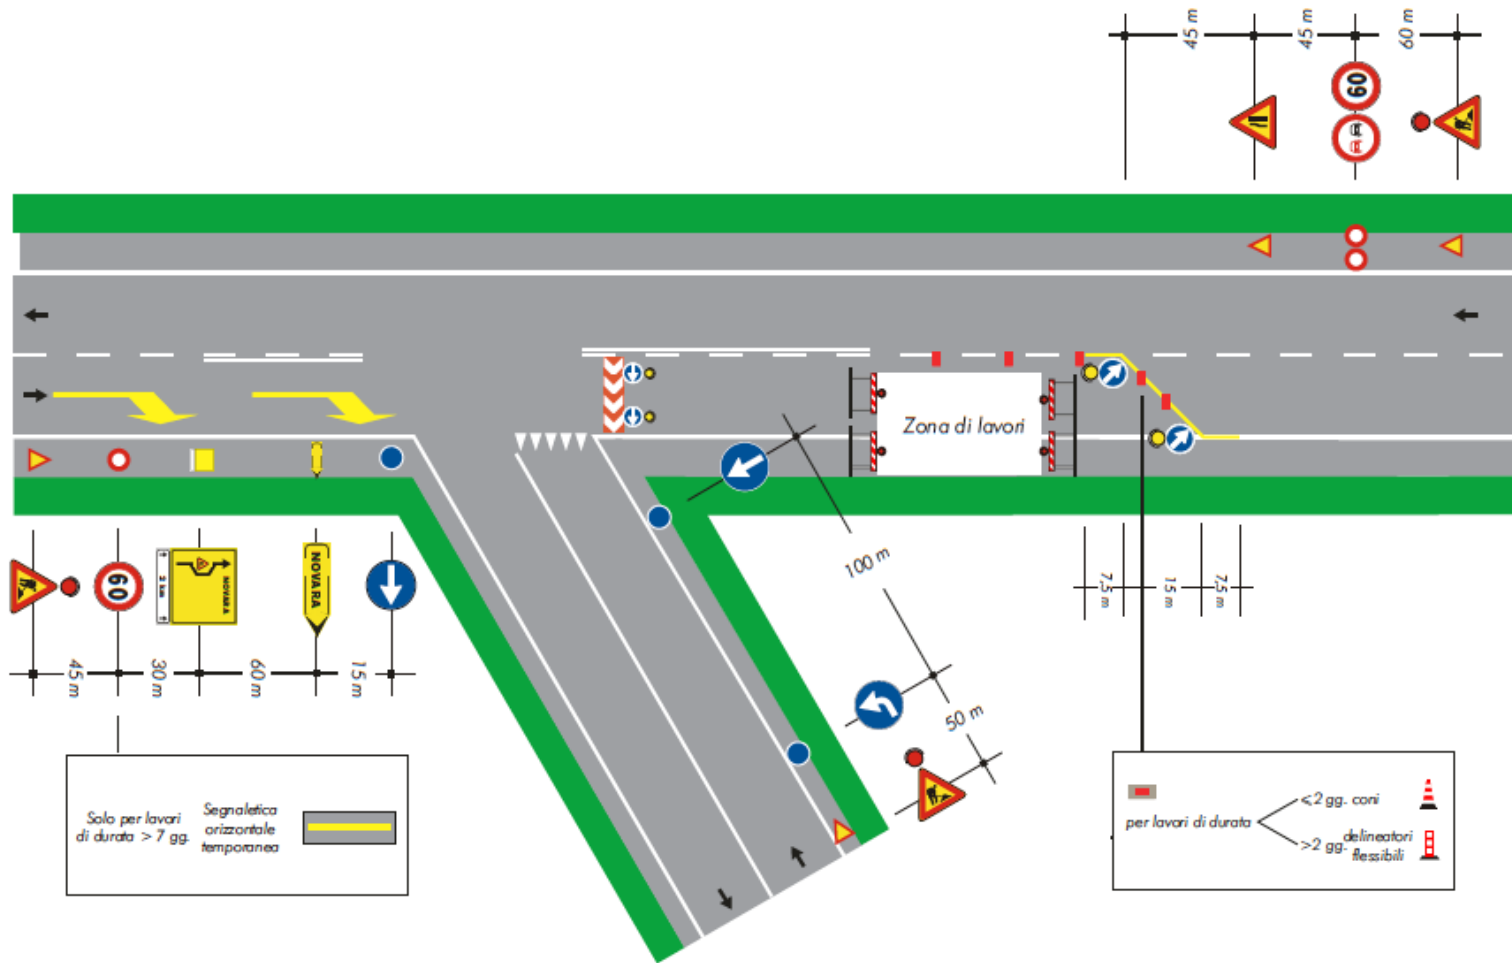 45 m
45 m
60 m
60
Zona di lavori
100 m
50 m
7,5 m
15 m
7,5 m
60
2 km
NOVARA
NOVARA
45 m
30 m
60 m
15 m
Solo per lavori
di durata > 7 gg.
Segnaletica
orizzontale
temporanea
per lavori di durata
⩽2 gg. coni
>2 gg. delineatori
flessibili